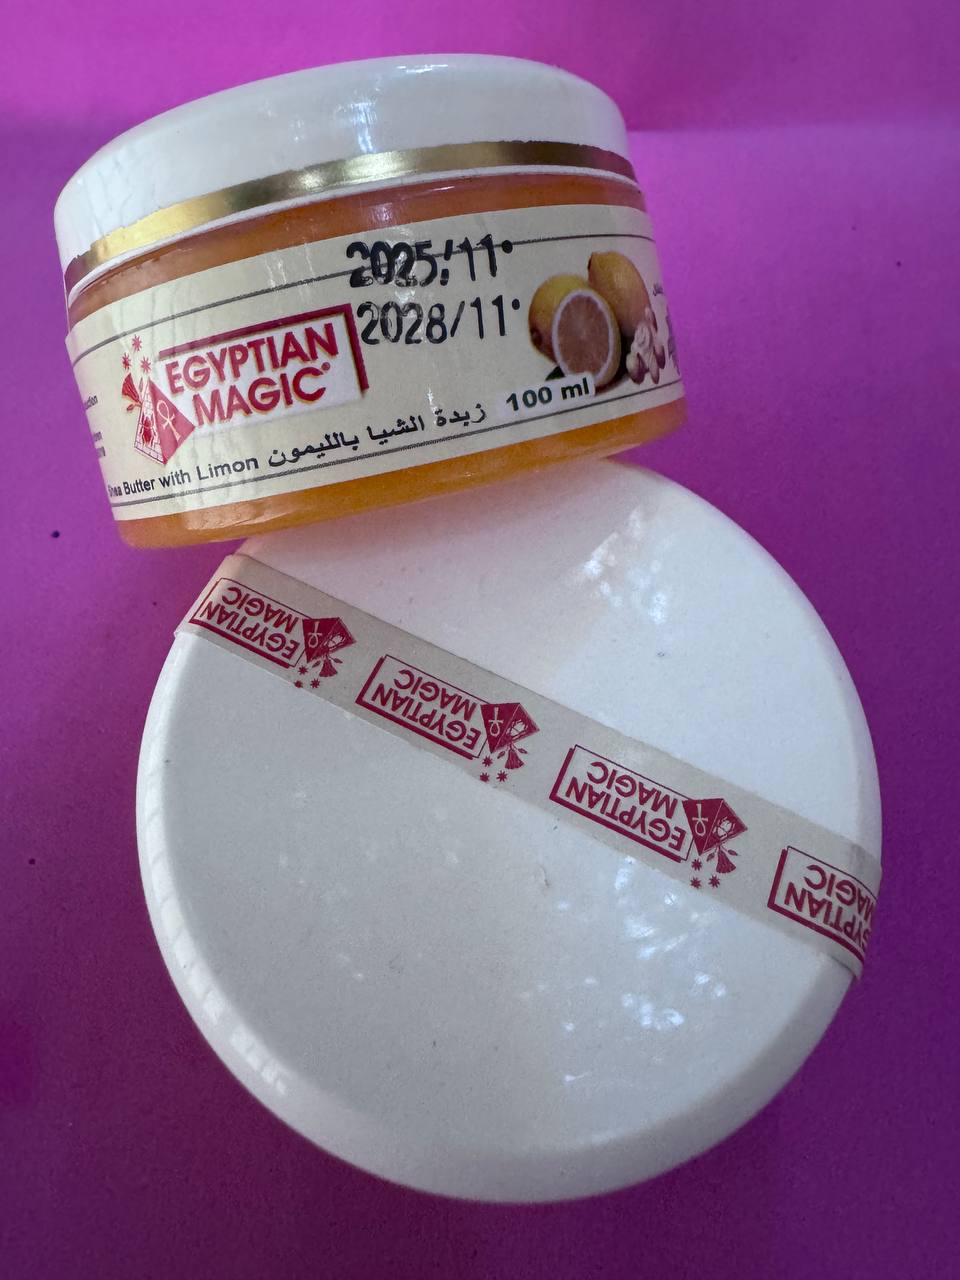 2025/11
2028/11
EGYPTIAN
MAGIC®
100 ml
Shea Butter with Limon زبدة الشيا بالليمون
EGYPTIAN
MAGIC
EGYPTIAN
MAGIC
EGYPTIAN
MAGIC
EGYPTIAN
MAGIC